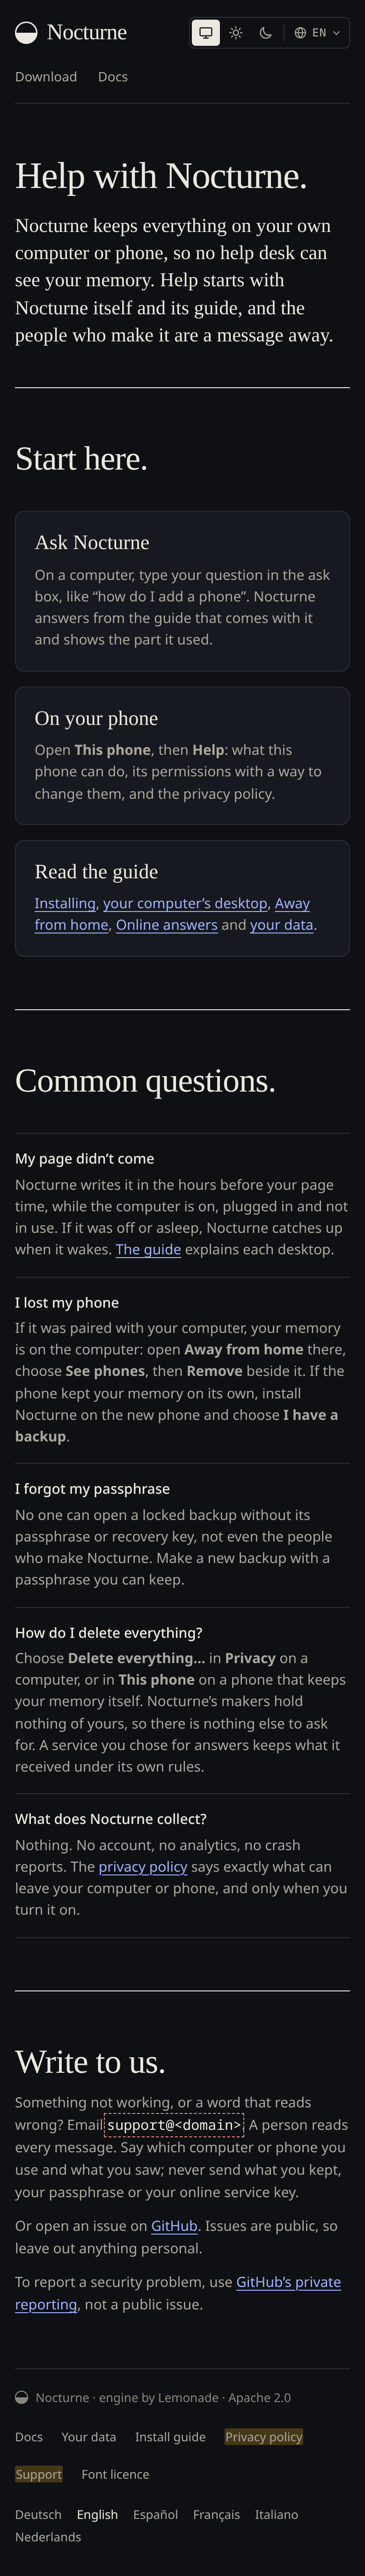 Nocturne
EN
Download Docs
Help with Nocturne.
Nocturne keeps everything on your own
computer or phone, so no help desk can
see your memory. Help starts with
Nocturne itself and its guide, and the
people who make it are a message away.
Start here.
Ask Nocturne
On a computer, type your question in the ask
box, like “how do I add a phone”. Nocturne
answers from the guide that comes with it
and shows the part it used.
On your phone
Open This phone, then Help: what this
phone can do, its permissions with a way to
change them, and the privacy policy.
Read the guide
Installing, your computer’s desktop, Away
from home, Online answers and your data.
Common questions.
My page didn’t come
Nocturne writes it in the hours before your page
time, while the computer is on, plugged in and not
in use. If it was off or asleep, Nocturne catches up
when it wakes. The guide explains each desktop.
I lost my phone
If it was paired with your computer, your memory
is on the computer: open Away from home there,
choose See phones, then Remove beside it. If the
phone kept your memory on its own, install
Nocturne on the new phone and choose I have a
backup.
I forgot my passphrase
No one can open a locked backup without its
passphrase or recovery key, not even the people
who make Nocturne. Make a new backup with a
passphrase you can keep.
How do I delete everything?
Choose Delete everything… in Privacy on a
computer, or in This phone on a phone that keeps
your memory itself. Nocturne’s makers hold
nothing of yours, so there is nothing else to ask
for. A service you chose for answers keeps what it
received under its own rules.
What does Nocturne collect?
Nothing. No account, no analytics, no crash
reports. The privacy policy says exactly what can
leave your computer or phone, and only when you
turn it on.
Write to us.
Something not working, or a word that reads
wrong? Email support@<domain>. A person reads
every message. Say which computer or phone you
use and what you saw; never send what you kept,
your passphrase or your online service key.
Or open an issue on GitHub. Issues are public, so
leave out anything personal.
To report a security problem, use GitHub’s private
reporting, not a public issue.
Nocturne · engine by Lemonade · Apache 2.0
Docs Your data Install guide Privacy policy
Support Font licence
Deutsch English Español Français Italiano
Nederlands